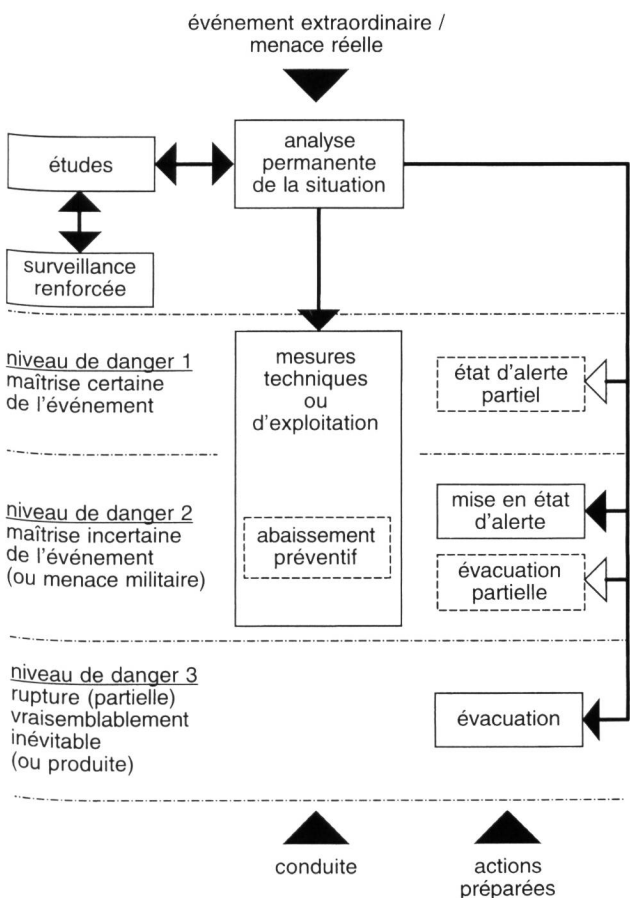 événement extraordinaire /
menace réelle
études
analyse
permanente
de la situation
surveillance
renforcée
niveau de danger 1
maîtrise certaine
de l'événement
mesures
techniques
ou
d'exploitation
état d'alerte
partiel
niveau de danger 2
maîtrise incertaine
de l'événement
(ou menace militaire)
abaissement
préventif
mise en état
d'alerte
évacuation
partielle
niveau de danger 3
rupture (partielle)
vraisemblablement
inévitable
(ou produite)
évacuation
conduite
actions
préparées